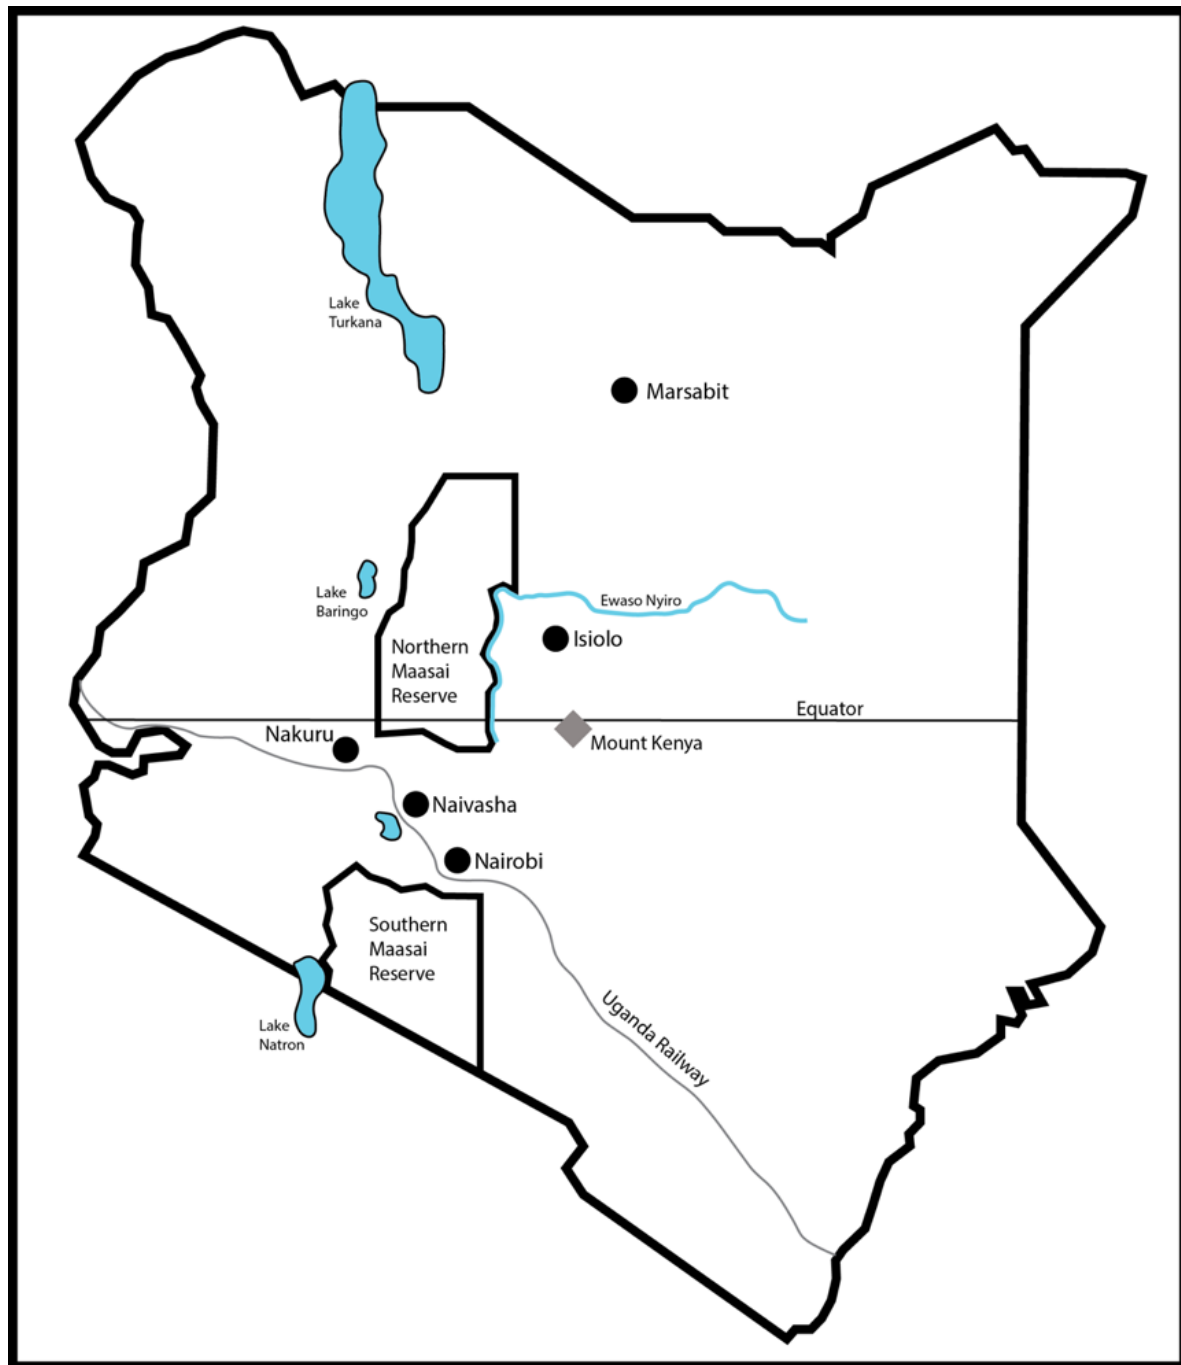 Lake
Turkana
Marsabit
Lake
Baringo
Ewaso Nyiro
Isiolo
Northern
Maasai
Reserve
Equator
Nakuru
Mount Kenya
Naivasha
Nairobi
Southern
Maasai
Reserve
Lake
Natron
Uganda Railway